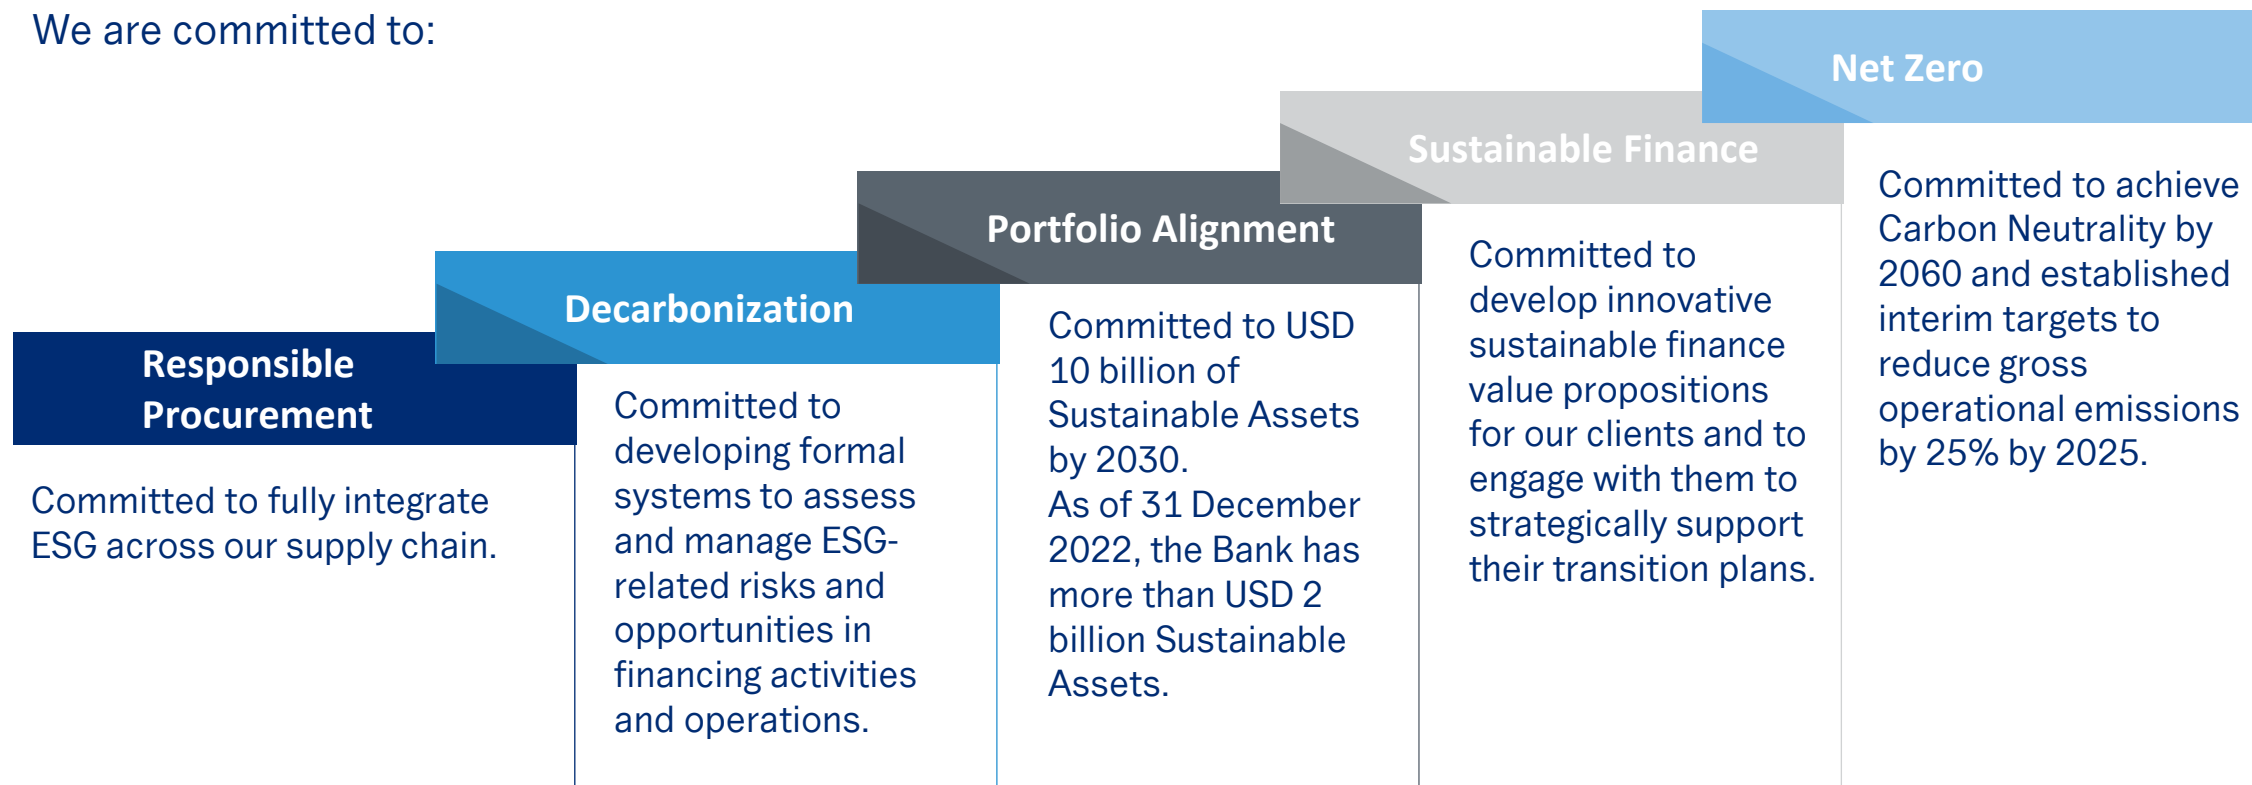 We are committed to:
Responsible
Procurement
Committed to fully integrate
ESG across our supply chain.
Decarbonization
Committed to
developing formal
systems to assess
and manage ESG-
related risks and
opportunities in
financing activities
and operations.
Portfolio Alignment
Committed to USD
10 billion of
Sustainable Assets
by 2030.
As of 31 December
2022, the Bank has
more than USD 2
billion Sustainable
Assets.
Sustainable Finance
Committed to
develop innovative
sustainable finance
value propositions
for our clients and to
engage with them to
strategically support
their transition plans.
Net Zero
Committed to achieve
Carbon Neutrality by
2060 and established
interim targets to
reduce gross
operational emissions
by 25% by 2025.